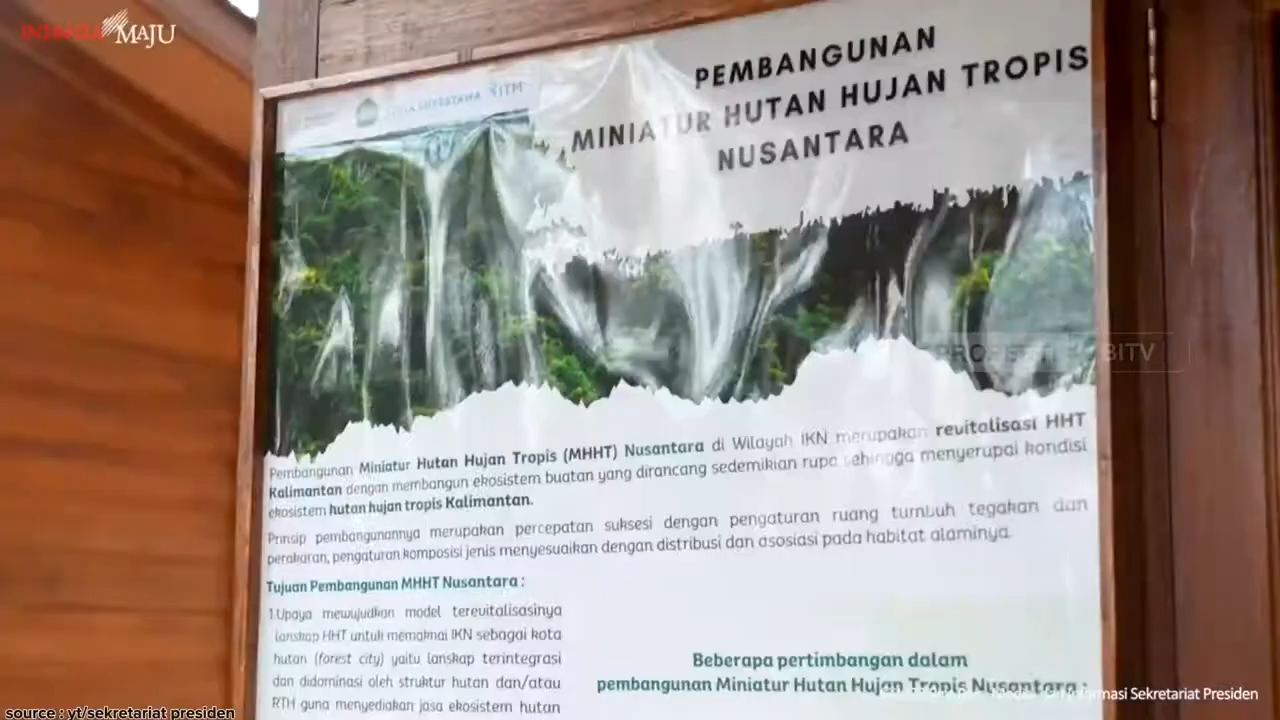 INDONESIA MAJU
PEMBANGUNAN
MINIATUR HUTAN HUJAN TROPIS
NUSANTARA
Pembangunan Miniatur Hutan Hujan Tropis (MHHT) Nusantara di Wilayah IKN merupakan revitalisasi HHT
Kalimantan dengan membangun ekosistem buatan yang dirancang sedemikian rupa sehingga menyerupai kondisi
ekosistem hutan hujan tropis Kalimantan.
Prinsip pembangunannya merupakan percepatan suksesi dengan pengaturan ruang tumbuh tegakan dan
perakaran, pengaturan komposisi jenis menyesuaikan dengan distribusi dan asosiasi pada habitat alaminya.
Tujuan Pembangunan MHHT Nusantara :
1.Upaya mewujudkan model terevitalisasinya
lanskap HHT untuk memaknai IKN sebagai kota
hutan (forest city) yaitu lanskap terintegrasi
dan didominasi oleh struktur hutan dan/atau
RTH guna menyediakan jasa ekosistem hutan
Beberapa pertimbangan dalam
pembangunan Miniatur Hutan Hujan Tropis Nusantara :
Sekretariat Presiden
source : yt/sekretariat presiden